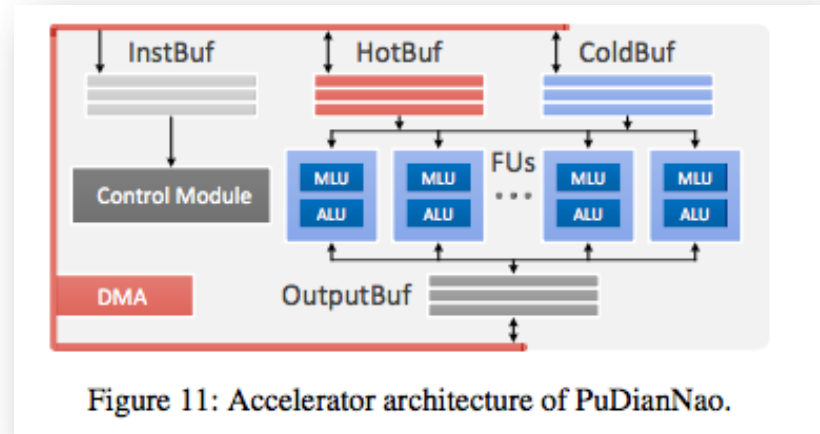 InstBuf HotBuf ColdBuf
Control Module
FUs
MLU MLU ... MLU MLU
ALU ALU ALU ALU
DMA
OutputBuf
Figure 11: Accelerator architecture of PuDianNao.